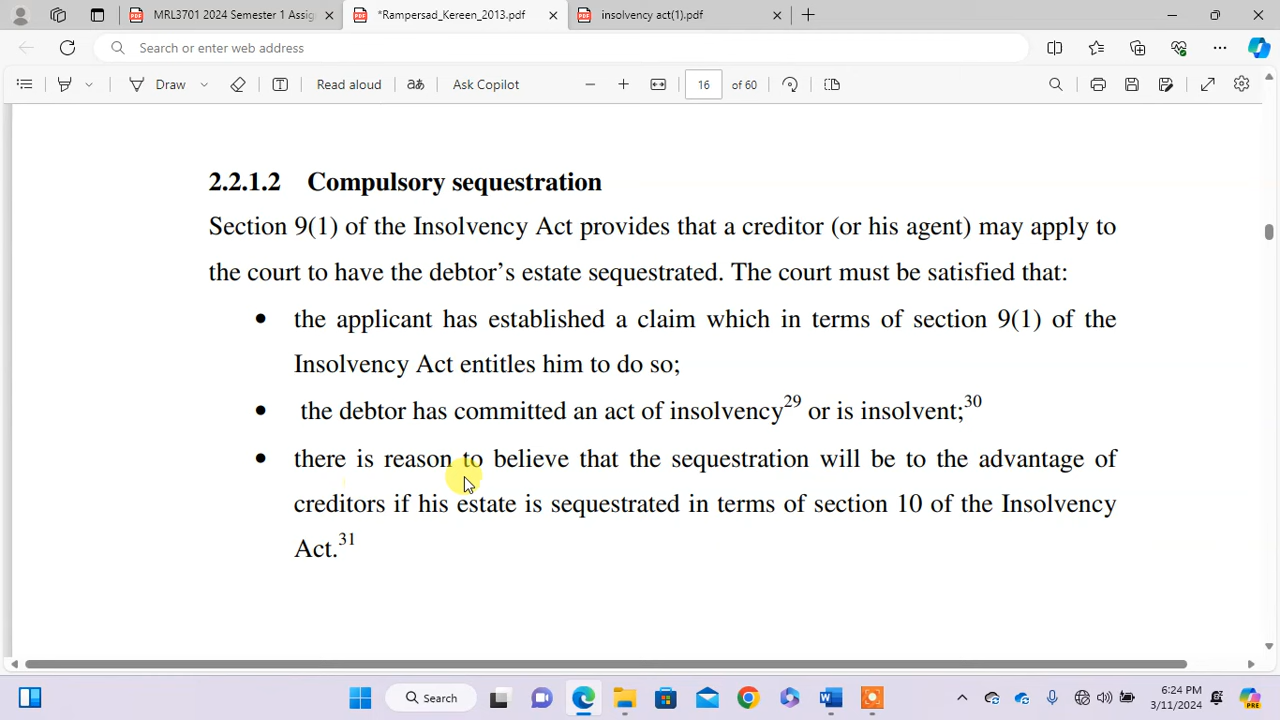 MRL3701 2024 Semester 1 Assig
*Rampersad_Kereen_2013.pdf
insolvency act(1).pdf
Search or enter web address
Draw
Read aloud
aあ
Ask Copilot
16 of 60
2.2.1.2 Compulsory sequestration
Section 9(1) of the Insolvency Act provides that a creditor (or his agent) may apply to
the court to have the debtor's estate sequestrated. The court must be satisfied that:
• the applicant has established a claim which in terms of section 9(1) of the
Insolvency Act entitles him to do so;
• the debtor has committed an act of insolvency29 or is insolvent;30
• there is reason to believe that the sequestration will be to the advantage of
creditors if his estate is sequestrated in terms of section 10 of the Insolvency
Act.31
Search
6:24 PM
3/11/2024
PRE